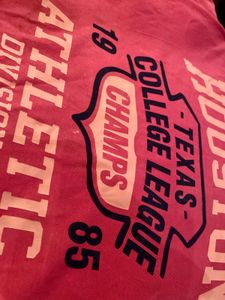 HOUSTON
- TEXAS -
COLLEGE LEAGUE
19 CHAMPS 85
ATHLETIC
DIVISION